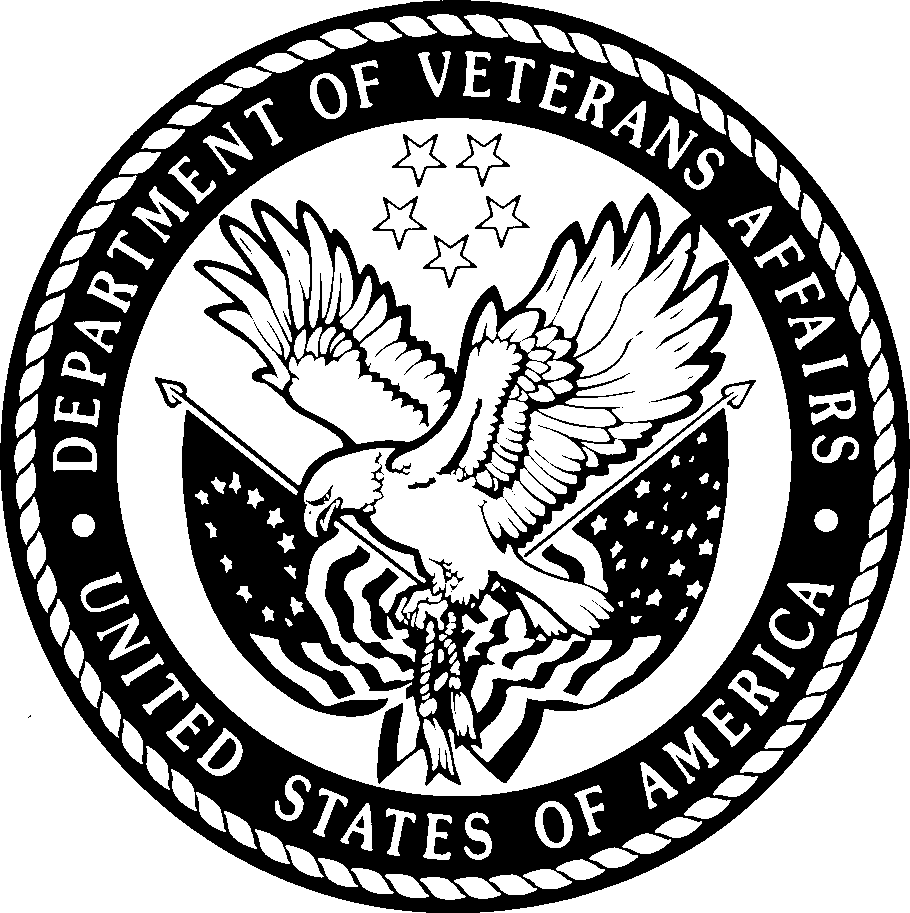 DEPARTMENT OF VETERANS AFFAIRS
UNITED STATES OF AMERICA